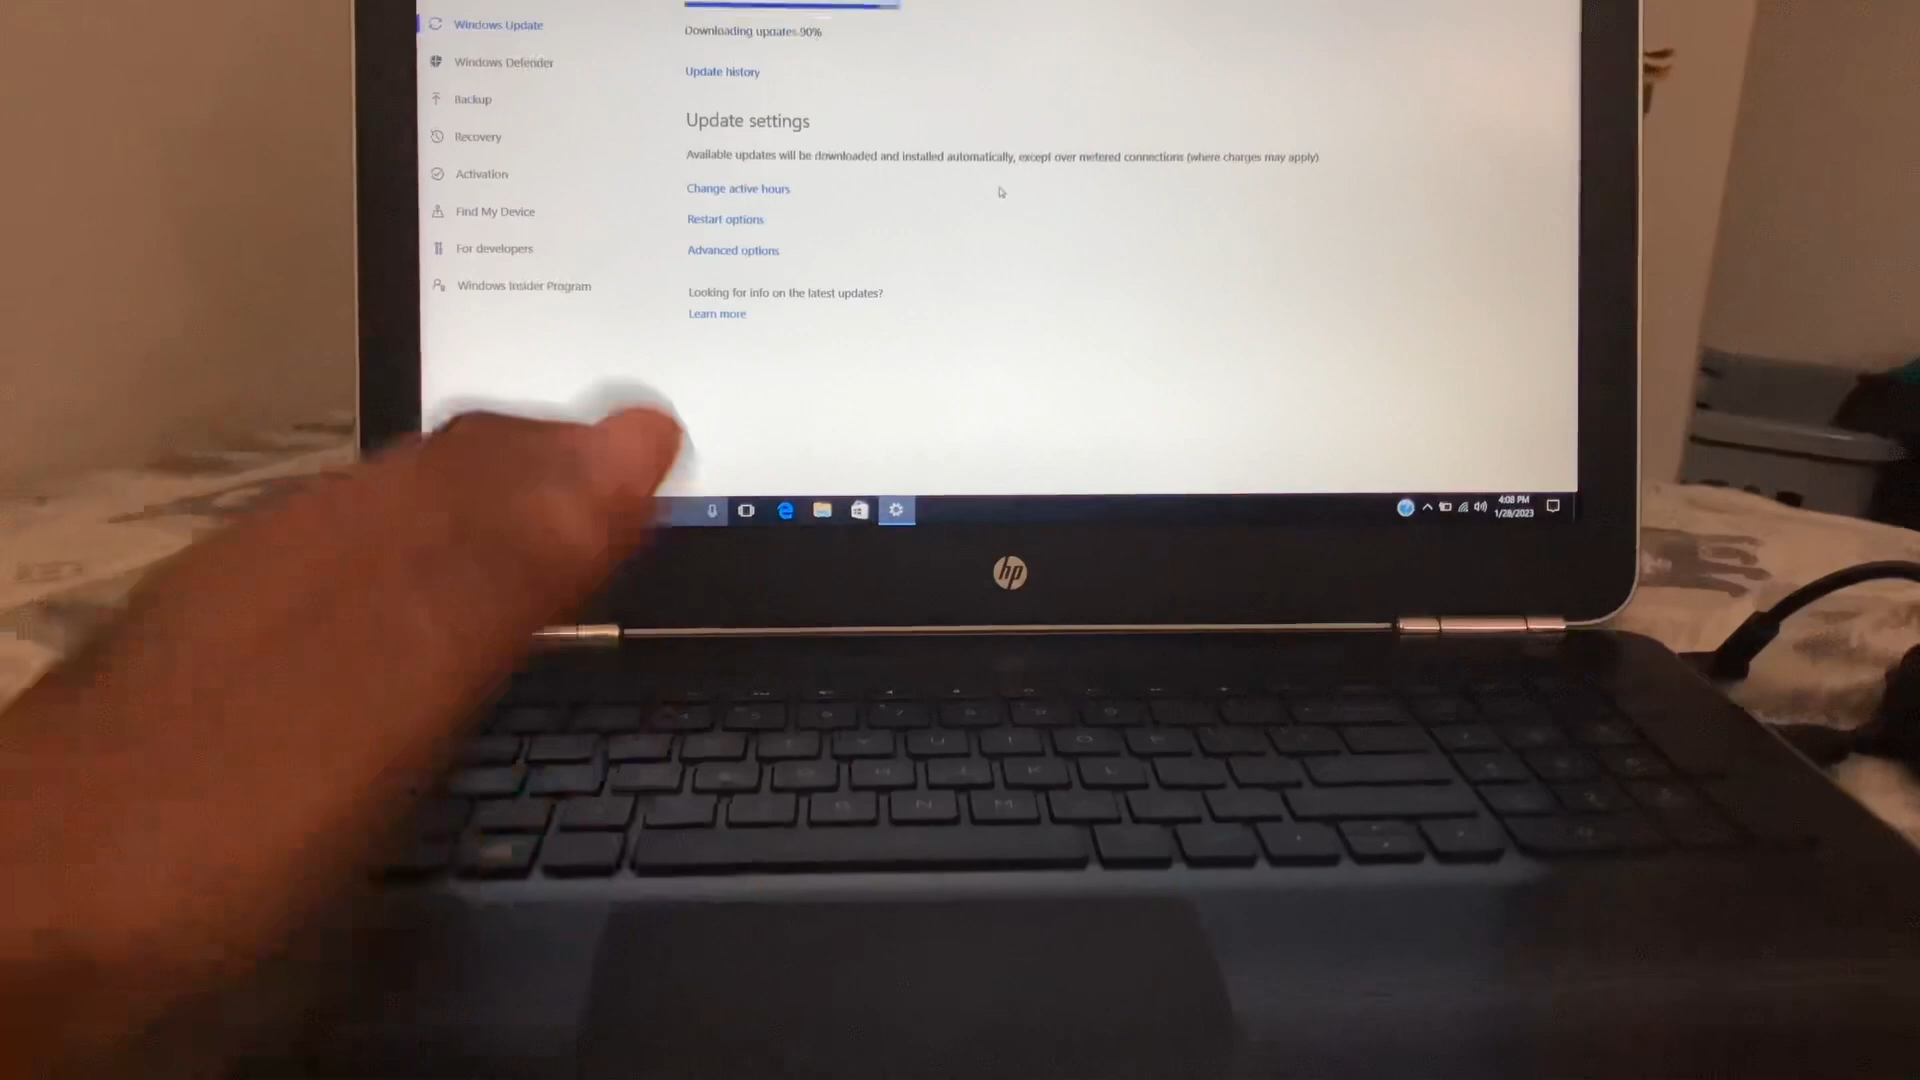 Windows Update
Windows Defender
Backup
Recovery
Activation
Find My Device
For developers
Windows Insider Program
Downloading updates 90%
Update history
Update settings
Available updates will be downloaded and installed automatically, except over metered connections (where charges may apply)
Change active hours
Restart options
Advanced options
Looking for info on the latest updates?
Learn more
4:08 PM
1/28/2023
hp